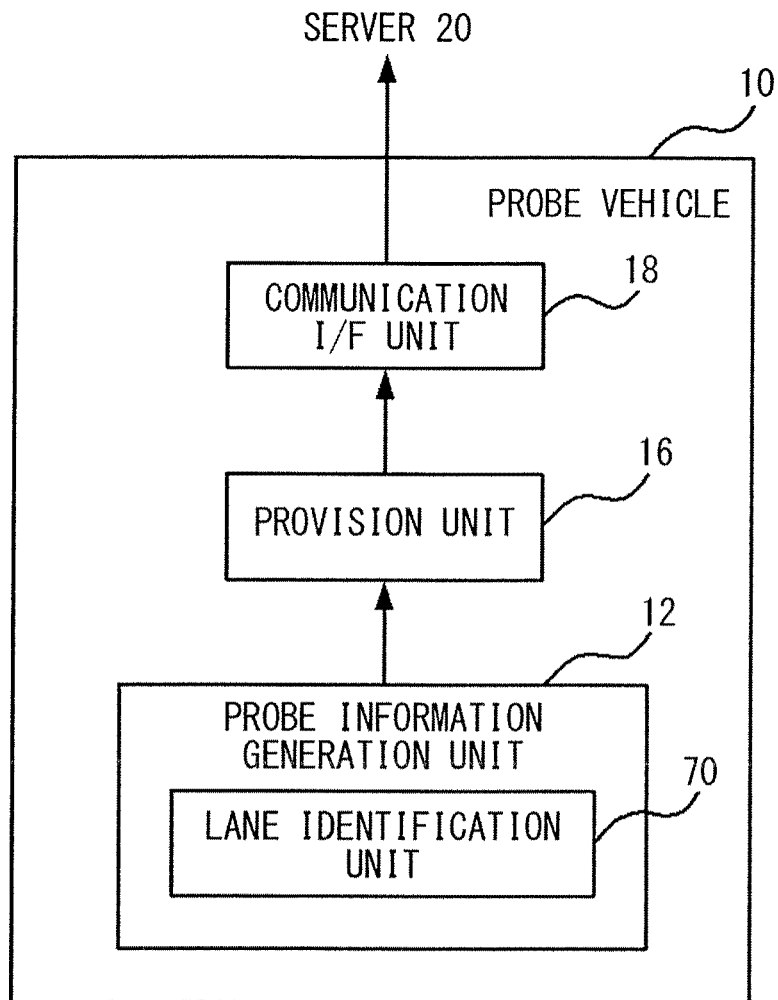 SERVER 20
10
PROBE VEHICLE
18
COMMUNICATION
I/F UNIT
16
PROVISION UNIT
12
PROBE INFORMATION
GENERATION UNIT
70
LANE IDENTIFICATION
UNIT